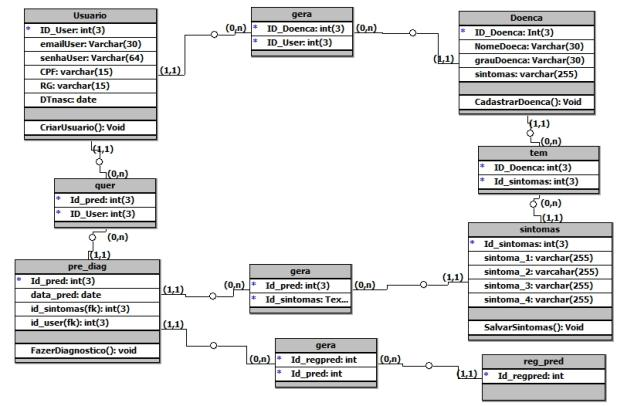 Usuario
* ID_User: int(3)
emailUser: Varchar(30)
senhaUser: Varchar(64)
CPF: varchar(15)
RG: varchar(15)
DTnasc: date
CriarUsuario(): Void
(1,1)
(0,n)
gera
* ID_Doenca: int(3)
* ID_User: int(3)
(0,n)
(1,1)
Doenca
* ID_Doenca: Int(3)
NomeDoeca: Varchar(30)
grauDoenca: Varchar(30)
sintomas: varchar(255)
CadastrarDoenca(): Void
(1,1)
(0,n)
tem
* ID_Doenca: int(3)
* Id_sintomas: int(3)
(0,n)
(1,1)
sintomas
* Id_sintomas: int(3)
sintoma_1: varchar(255)
sintoma_2: varcahar(255)
sintoma_3: varchar(255)
sintoma_4: varchar(255)
SalvarSintomas(): Void
(1,1)
(0,n)
quer
* Id_pred: int(3)
* ID_User: int(3)
(0,n)
(1,1)
pre_diag
* Id_pred: int(3)
data_pred: date
id_sintomas(fk): int(3)
id_user(fk): int(3)
FazerDiagnostico(): void
(1,1)
(0,n)
gera
* Id_pred: int(3)
* Id_sintomas: Tex...
(0,n)
(1,1)
(1,1)
(0,n)
gera
* Id_regpred: int
* Id_pred: int
(0,n)
(1,1)
reg_pred
* Id_regpred: int